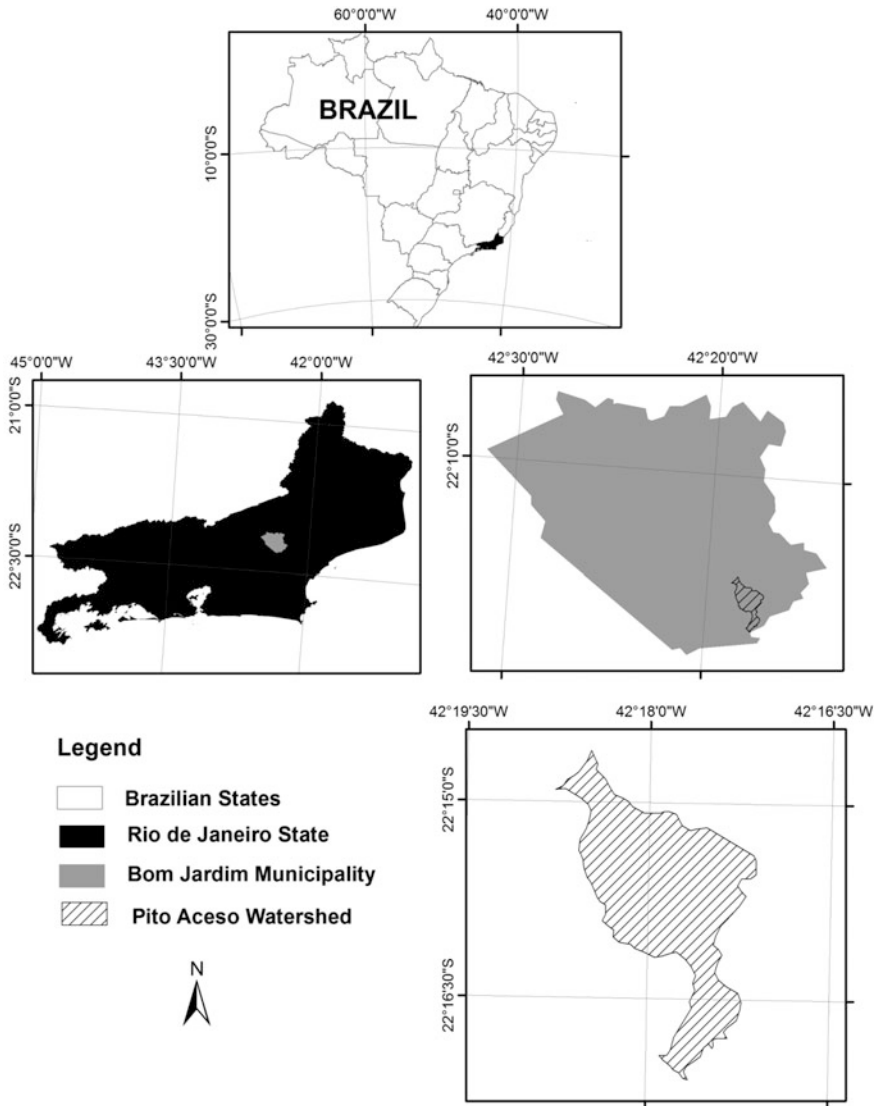 60°0'0"W 40°0'0"W
BRAZIL
10°0'0"S
30°0'0"S
45°0'0"W 43°30'0"W 42°0'0"W
21°0'0"S
22°30'0"S
42°30'0"W 42°20'0"W
22°10'0"S
42°19'30"W 42°18'0"W 42°16'30"W
22°15'0"S
22°16'30"S
Legend
Brazilian States
Rio de Janeiro State
Bom Jardim Municipality
Pito Aceso Watershed
N